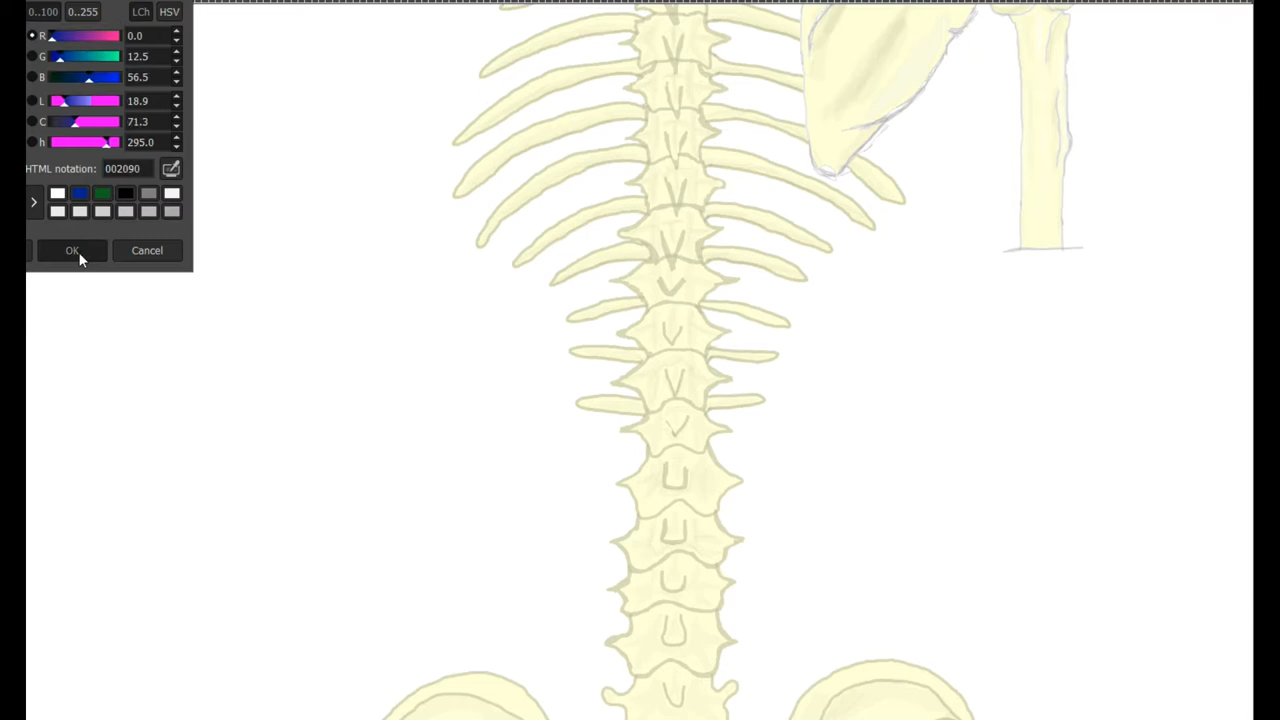 0..1 0..255 LCh HSV
R 0.0
G 12.5
B 56.5
L 18.9
C 71.3
h 295.0
HTML notation: 002090
OK Cancel